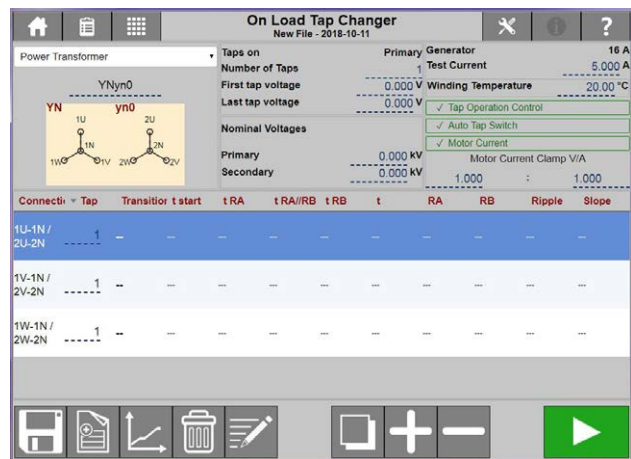 On Load Tap Changer
New File - 2018-10-11
?
Power Transformer
YNyn0
YN yn0
1U 2U
1N 2N
1W 1V 2W 2V
Taps on Primary
Number of Taps 1
First tap voltage 0.000 V
Last tap voltage 0.000 V
Nominal Voltages
Primary 0.000 kV
Secondary 0.000 kV
Generator 16 A
Test Current 5.000 A
Winding Temperature 20.00 °C
✓ Tap Operation Control
✓ Auto Tap Switch
✓ Motor Current
Motor Current Clamp V/A
1.000 : 1.000
Connecti Tap Transitior t start t RA t RA//RB t RB t RA RB Ripple Slope
1U-1N / 2U-2N 1 -- --- --- --- --- --- --- --- --- ---
1V-1N / 2V-2N 1 -- --- --- --- --- --- --- --- --- ---
1W-1N / 2W-2N 1 -- --- --- --- --- --- --- --- --- ---